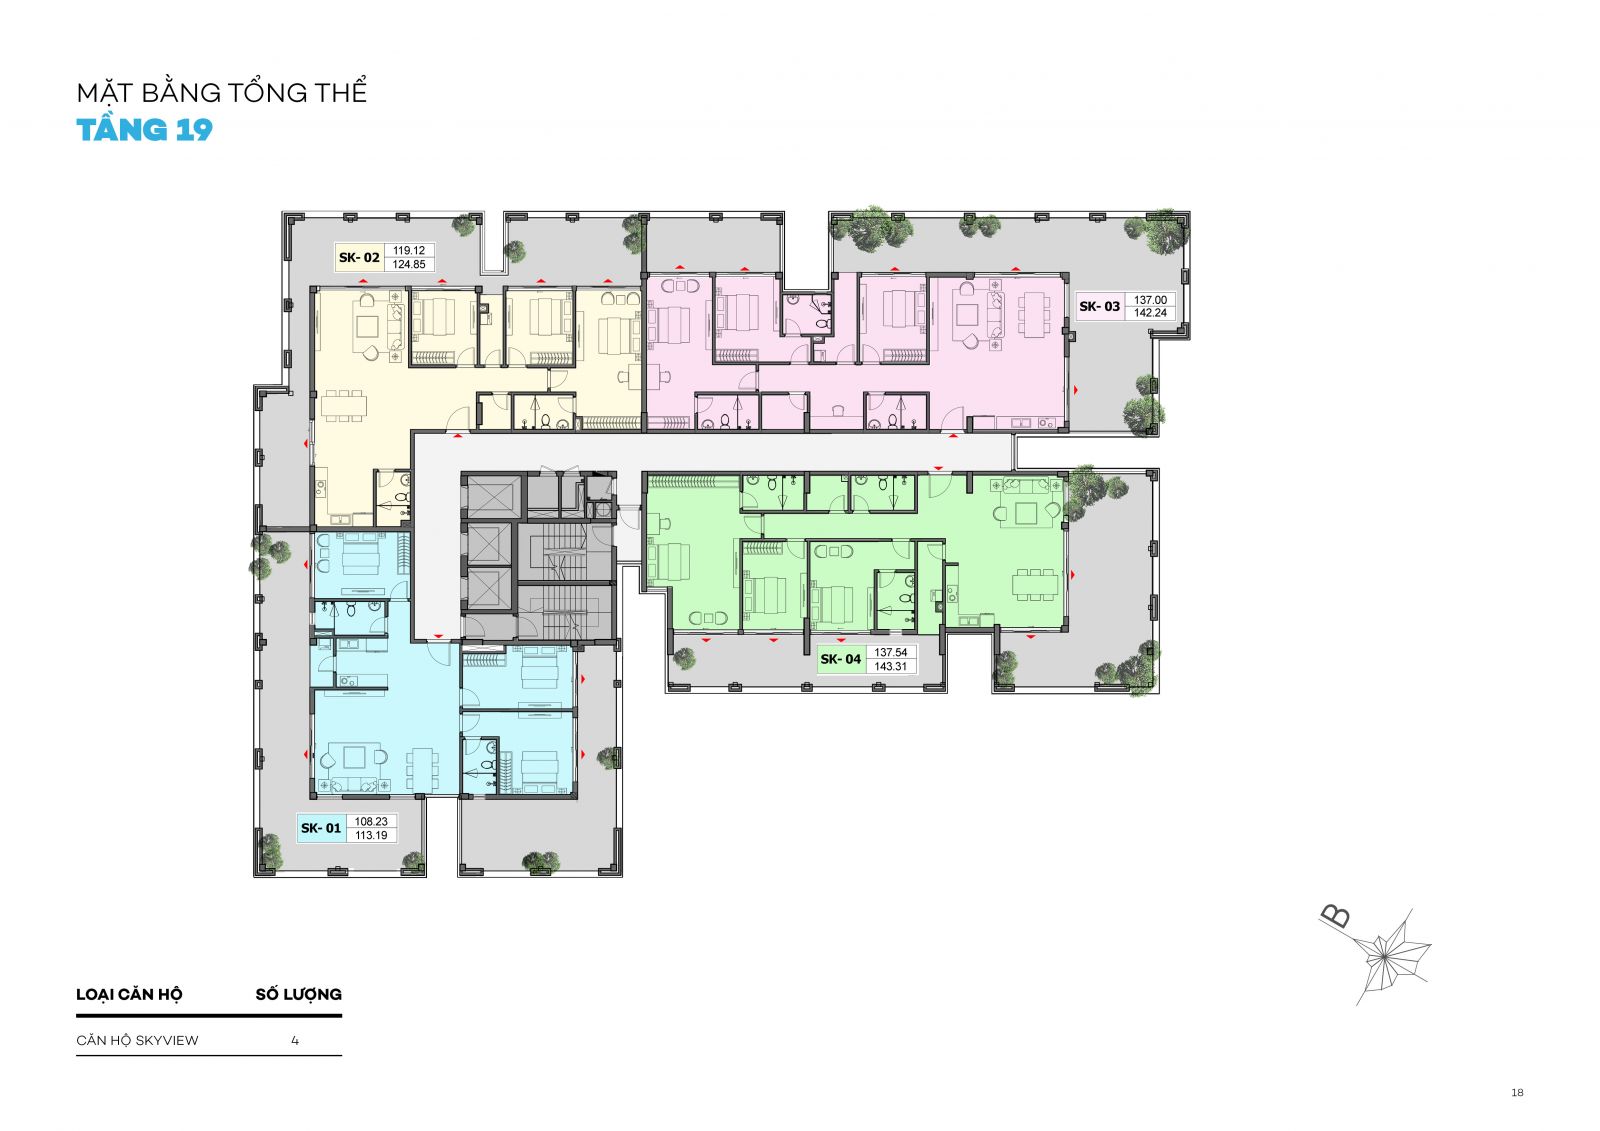 MẶT BẰNG TỔNG THỂ
TẦNG 19
SK- 02 119.12
124.85
SK- 03 137.00
142.24
SK- 04 137.54
143.31
SK- 01 108.23
113.19
B
LOẠI CĂN HỘ SỐ LƯỢNG
CĂN HỘ SKYVIEW 4
18